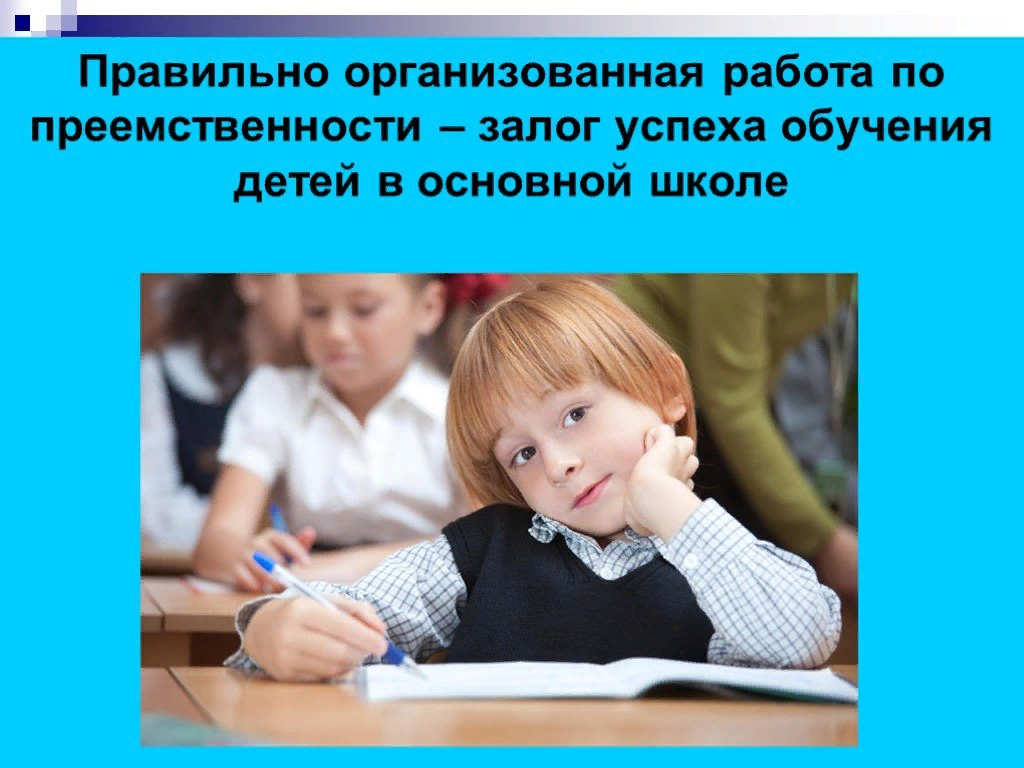 Правильно организованная работа по
преемственности – залог успеха обучения
детей в основной школе